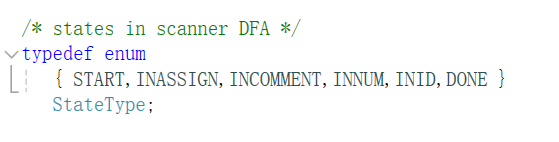 /* states in scanner DFA */
typedef enum
{ START,INASSIGN,INCOMMENT,INNUM,INID,DONE }
StateType;